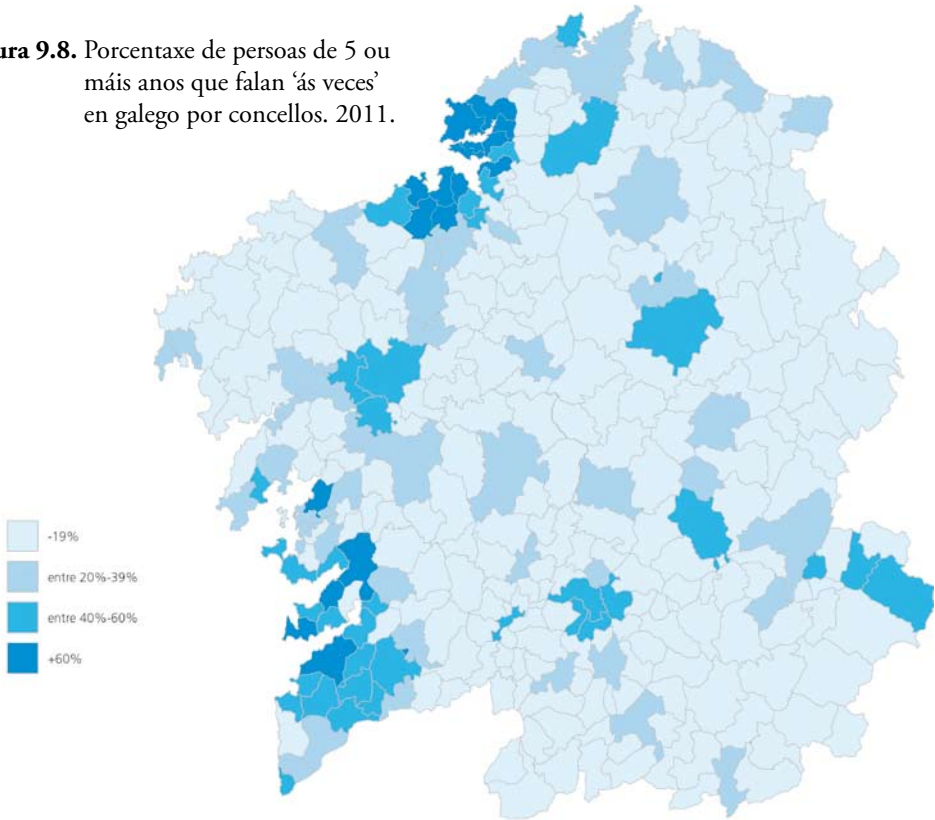 ura 9.8. Porcentaxe de persoas de 5 ou
máis anos que falan ‘ás veces’
en galego por concellos. 2011.
-19%
entre 20%-39%
entre 40%-60%
+60%